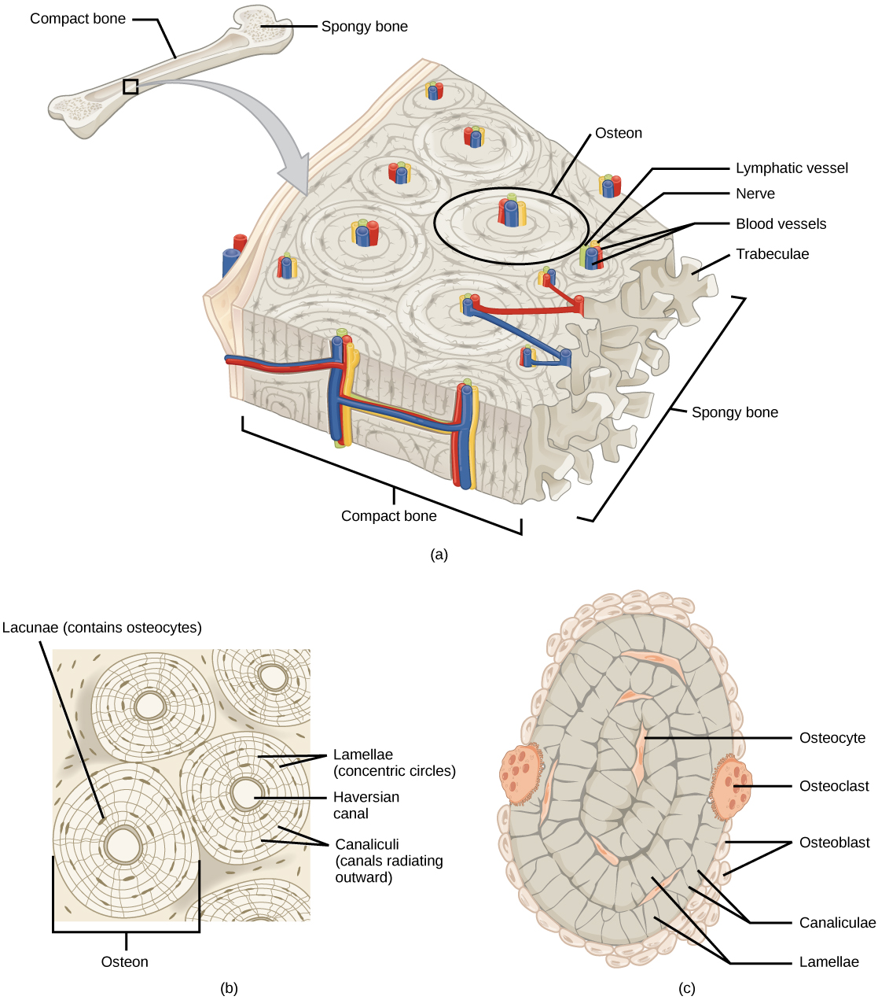 Compact bone
Spongy bone
Osteon
Lymphatic vessel
Nerve
Blood vessels
Trabeculae
Spongy bone
Compact bone
(a)
Lacunae (contains osteocytes)
Lamellae
(concentric circles)
Haversian
canal
Canaliculi
(canals radiating
outward)
Osteon
(b)
Osteocyte
Osteoclast
Osteoblast
Canaliculae
Lamellae
(c)